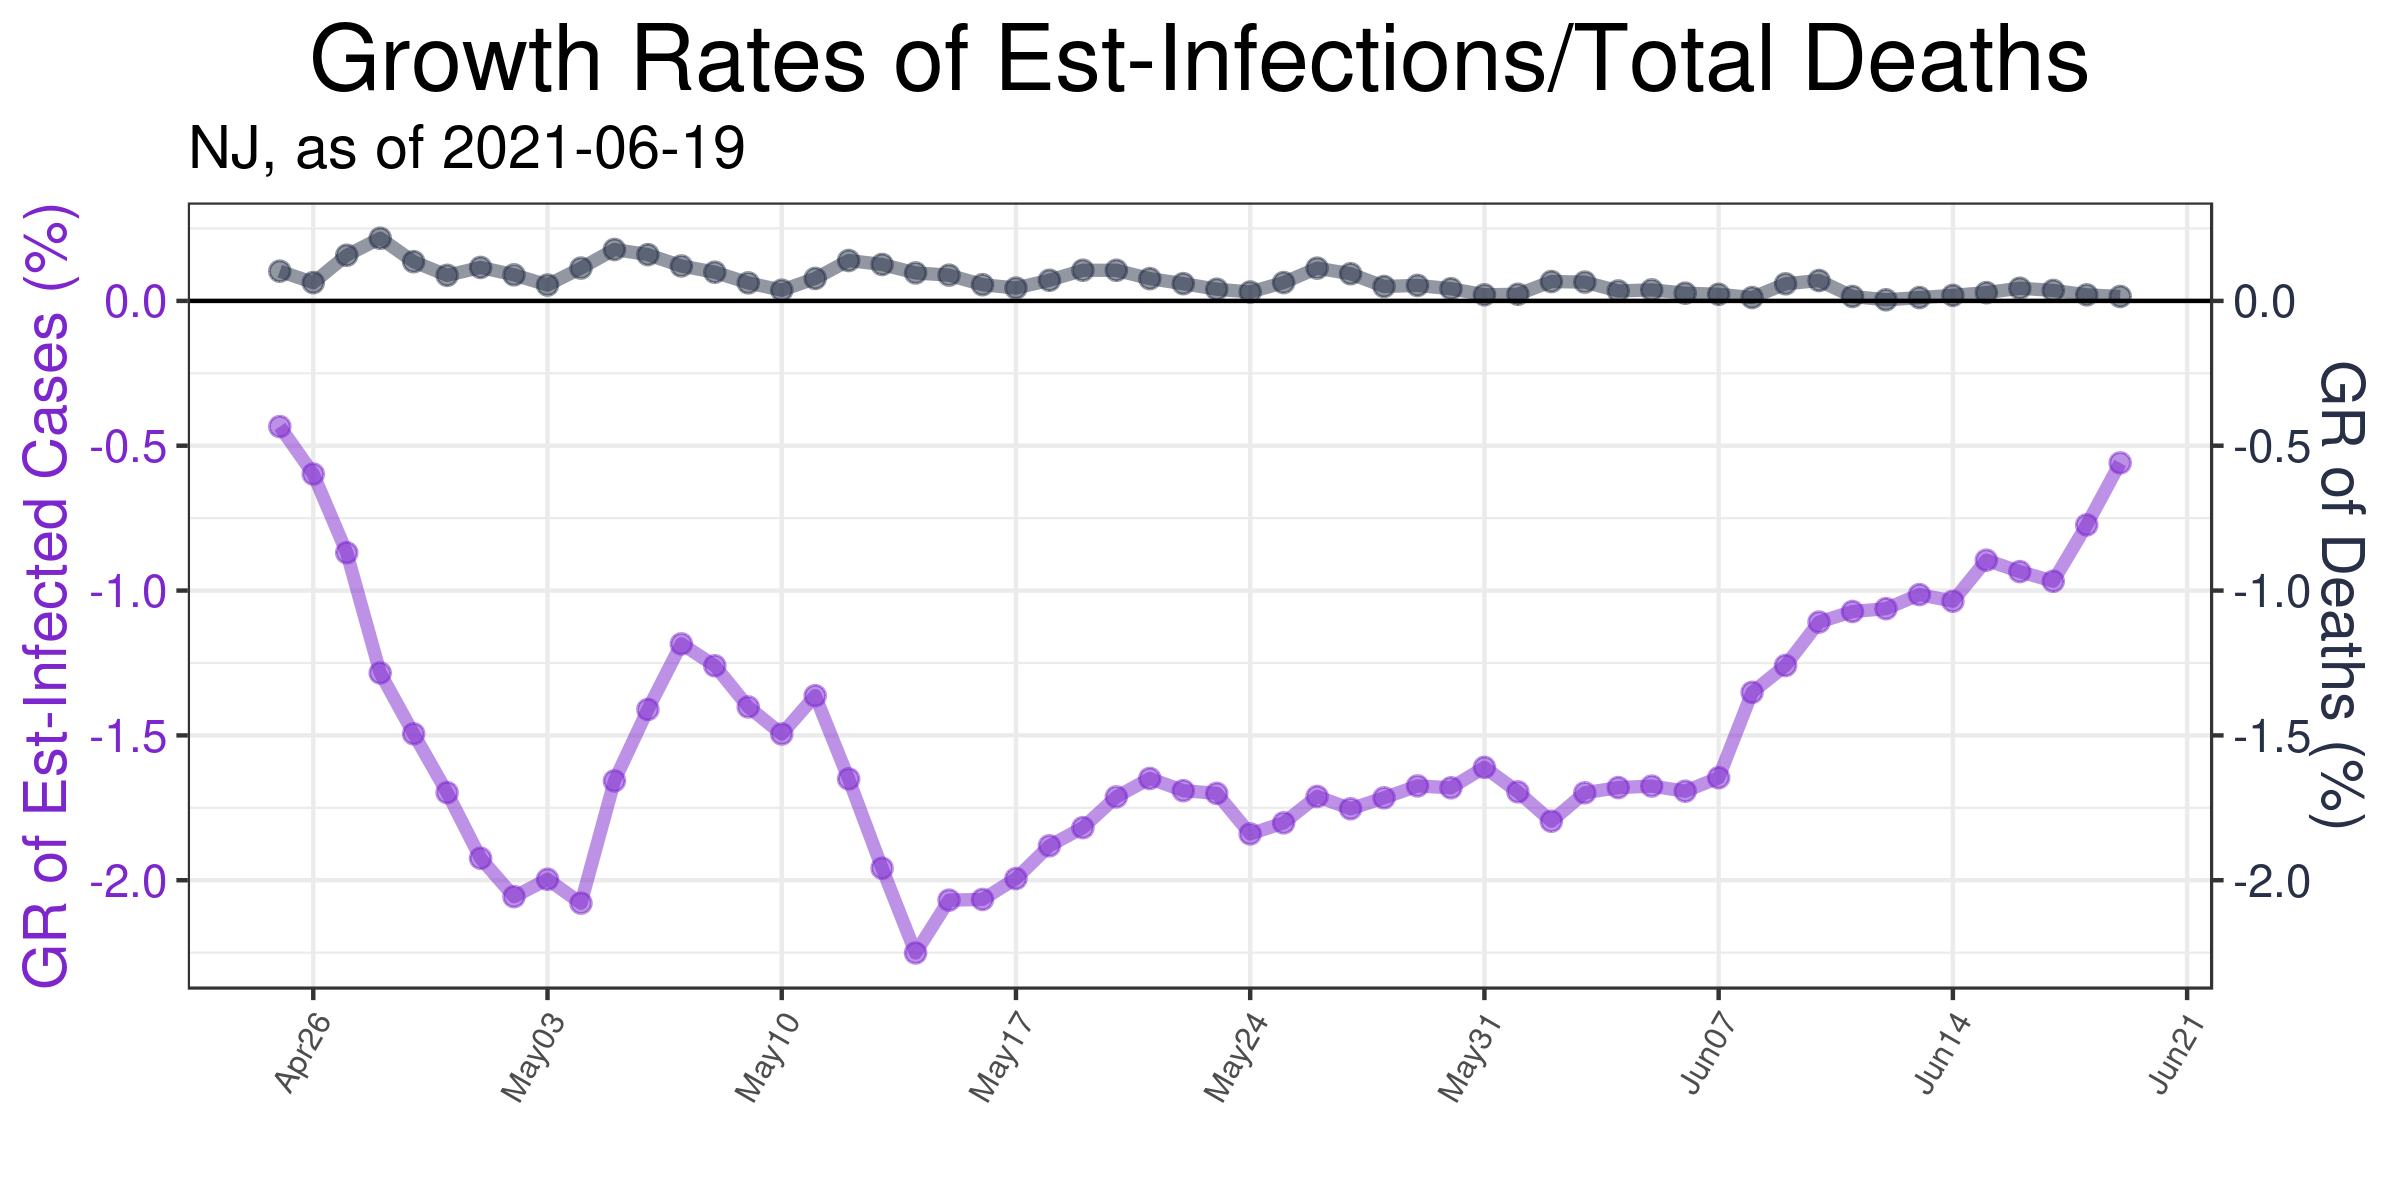 Growth Rates of Est-Infections/Total Deaths
NJ, as of 2021-06-19
GR of Est-Infected Cases (%)
0.0
-0.5
-1.0
-1.5
-2.0
0.0
-0.5
-1.0
-1.5
-2.0
GR of Deaths (%)
Apr26
May03
May10
May17
May24
May31
Jun07
Jun14
Jun21